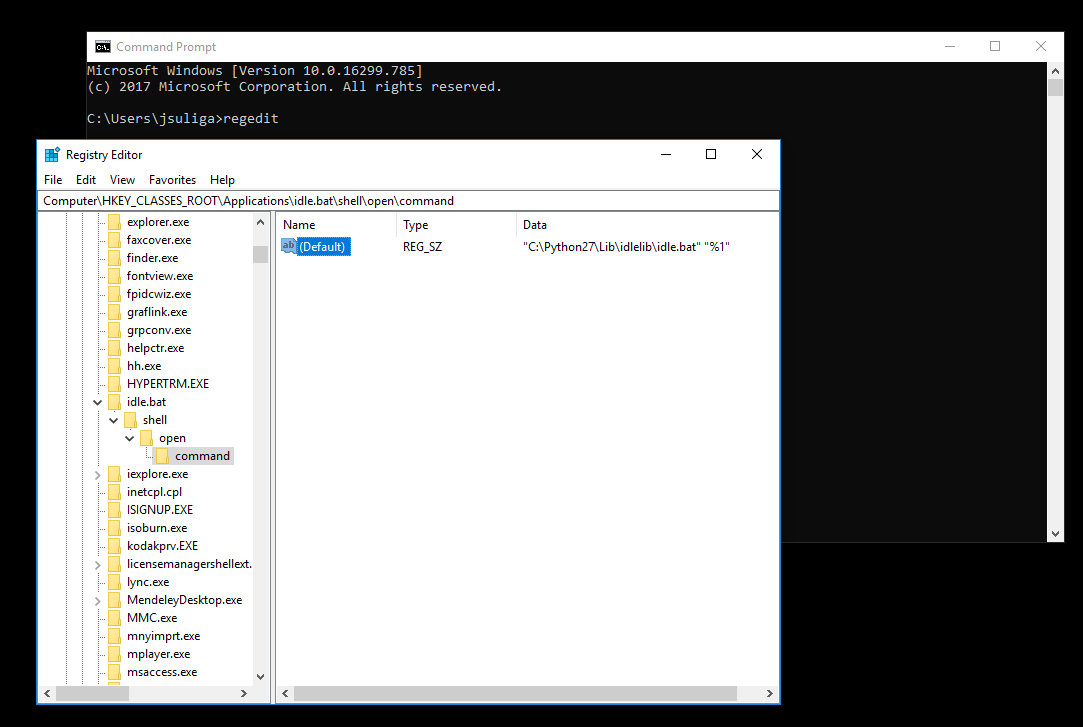 Command Prompt
Microsoft Windows [Version 10.0.16299.785]
(c) 2017 Microsoft Corporation. All rights reserved.
C:\Users\jsuliga>regedit
Registry Editor
File Edit View Favorites Help
Computer\HKEY_CLASSES_ROOT\Applications\idle.bat\shell\open\command
explorer.exe
faxcover.exe
finder.exe
fontview.exe
fpidcwiz.exe
graflink.exe
grpconv.exe
helpctr.exe
hh.exe
HYPERTRM.EXE
idle.bat
shell
open
command
iexplore.exe
inetcpl.cpl
ISIGNUP.EXE
isoburn.exe
kodakprv.EXE
licensemanagershellext.
lync.exe
MendeleyDesktop.exe
MMC.exe
mnyimprt.exe
mplayer.exe
msaccess.exe
Name Type Data
ab (Default) REG_SZ "C:\Python27\Lib\idlelib\idle.bat" "%1"